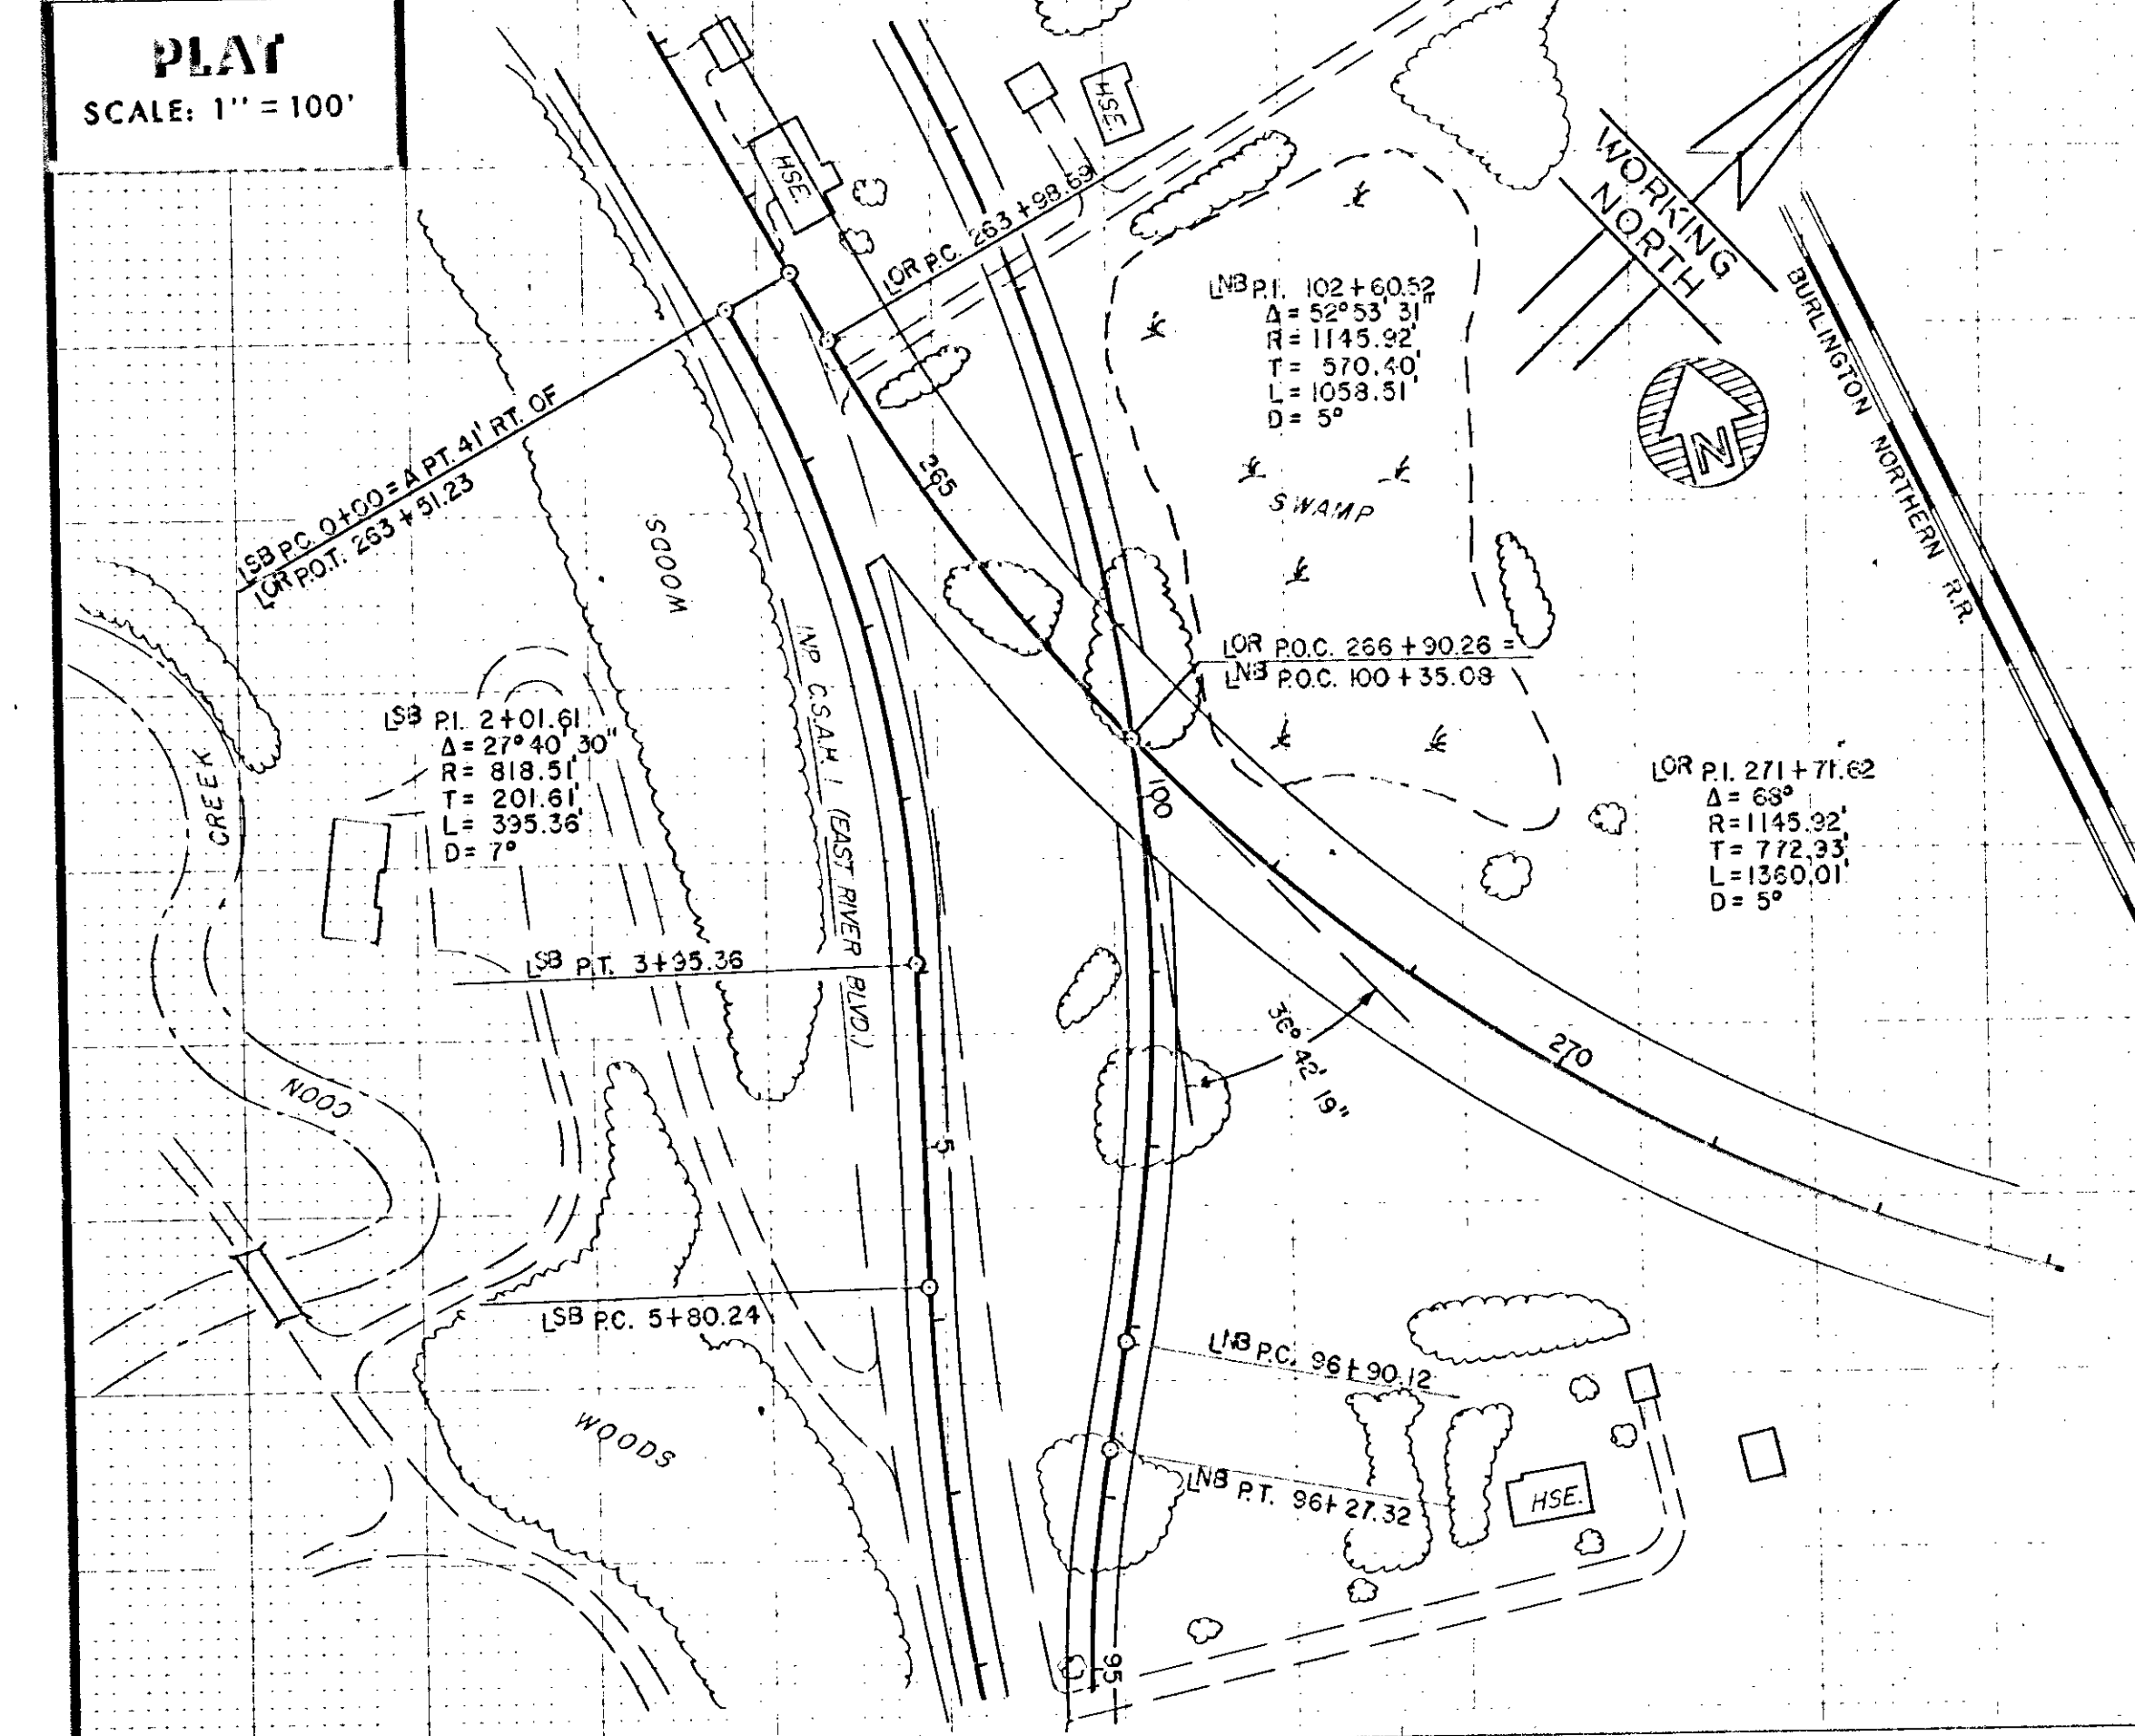 PLAT
SCALE: 1" = 100'
HSE.
HSE.
LOR P.C. 263 + 98.69
WORKING
NORTH
BURLINGTON NORTHERN R.R.
N
LNB P.I. 102 + 60.52
Δ = 52° 53' 31"
R = 1145.92'
T = 570.40'
L = 1058.51'
D = 5°
SWAMP
265
LSB P.C. 0+00 = A PT. 41' RT. OF
LOR P.O.T. 263 + 51.23
WOODS
INP C.S.A.H. 1 (EAST RIVER BLVD.)
LOR P.O.C. 266 + 90.26 =
LNB P.O.C. 100 + 35.08
100
LSB P.I. 2+01.61
Δ = 27° 40' 30"
R = 818.51'
T = 201.61'
L = 395.36'
D = 7°
CREEK
LOR P.I. 271 + 71.62
Δ = 68°
R = 1145.92'
T = 772.93'
L = 1360.01'
D = 5°
LSB P.T. 3+95.36
36° 42' 19"
270
COON
5
LSB P.C. 5+80.24
LNB P.C. 96+90.12
WOODS
LNB P.T. 96+27.32
HSE.
95